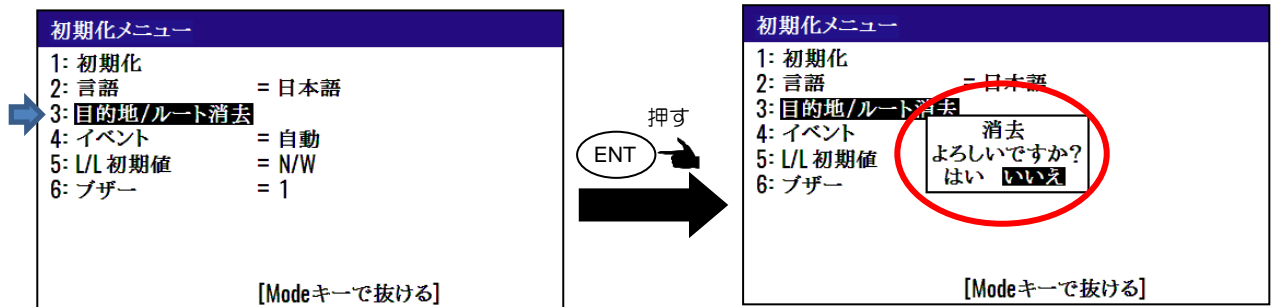 初期化メニュー
1: 初期化
2: 言語 = 日本語
3: 目的地/ルート消去
4: イベント = 自動
5: L/L 初期値 = N/W
6: ブザー = 1
[Modeキーで抜ける]
押す
ENT
初期化メニュー
1: 初期化
2: 言語 = 日本語
3: 目的地/ルート消去
4: イベント
5: L/L 初期値
6: ブザー
消去
よろしいですか?
はい いいえ
[Modeキーで抜ける]